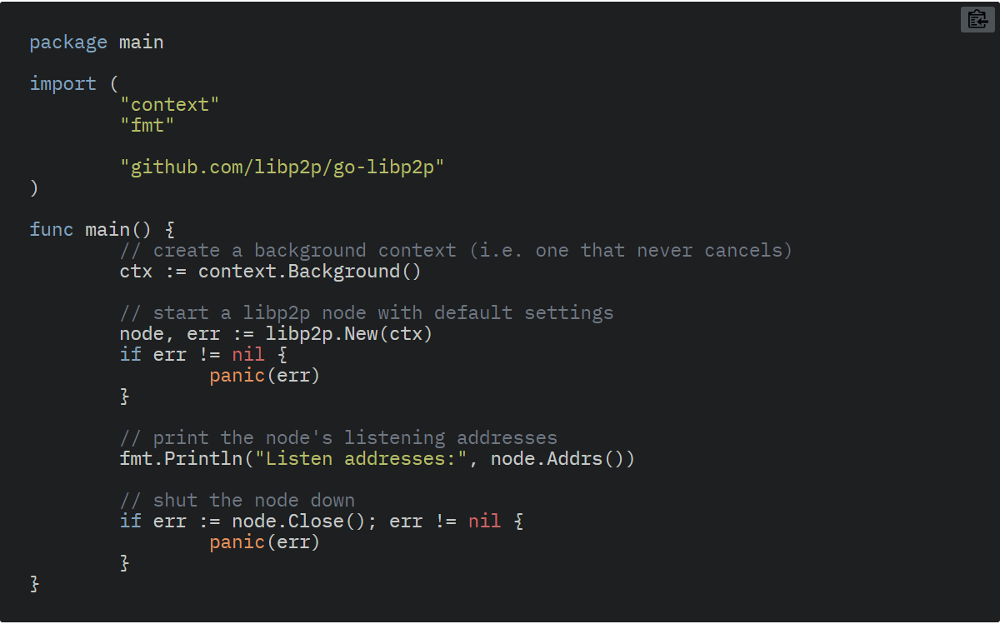 package main

import (
        "context"
        "fmt"

        "github.com/libp2p/go-libp2p"
)

func main() {
        // create a background context (i.e. one that never cancels)
        ctx := context.Background()

        // start a libp2p node with default settings
        node, err := libp2p.New(ctx)
        if err != nil {
                panic(err)
        }

        // print the node's listening addresses
        fmt.Println("Listen addresses:", node.Addrs())

        // shut the node down
        if err := node.Close(); err != nil {
                panic(err)
        }
}